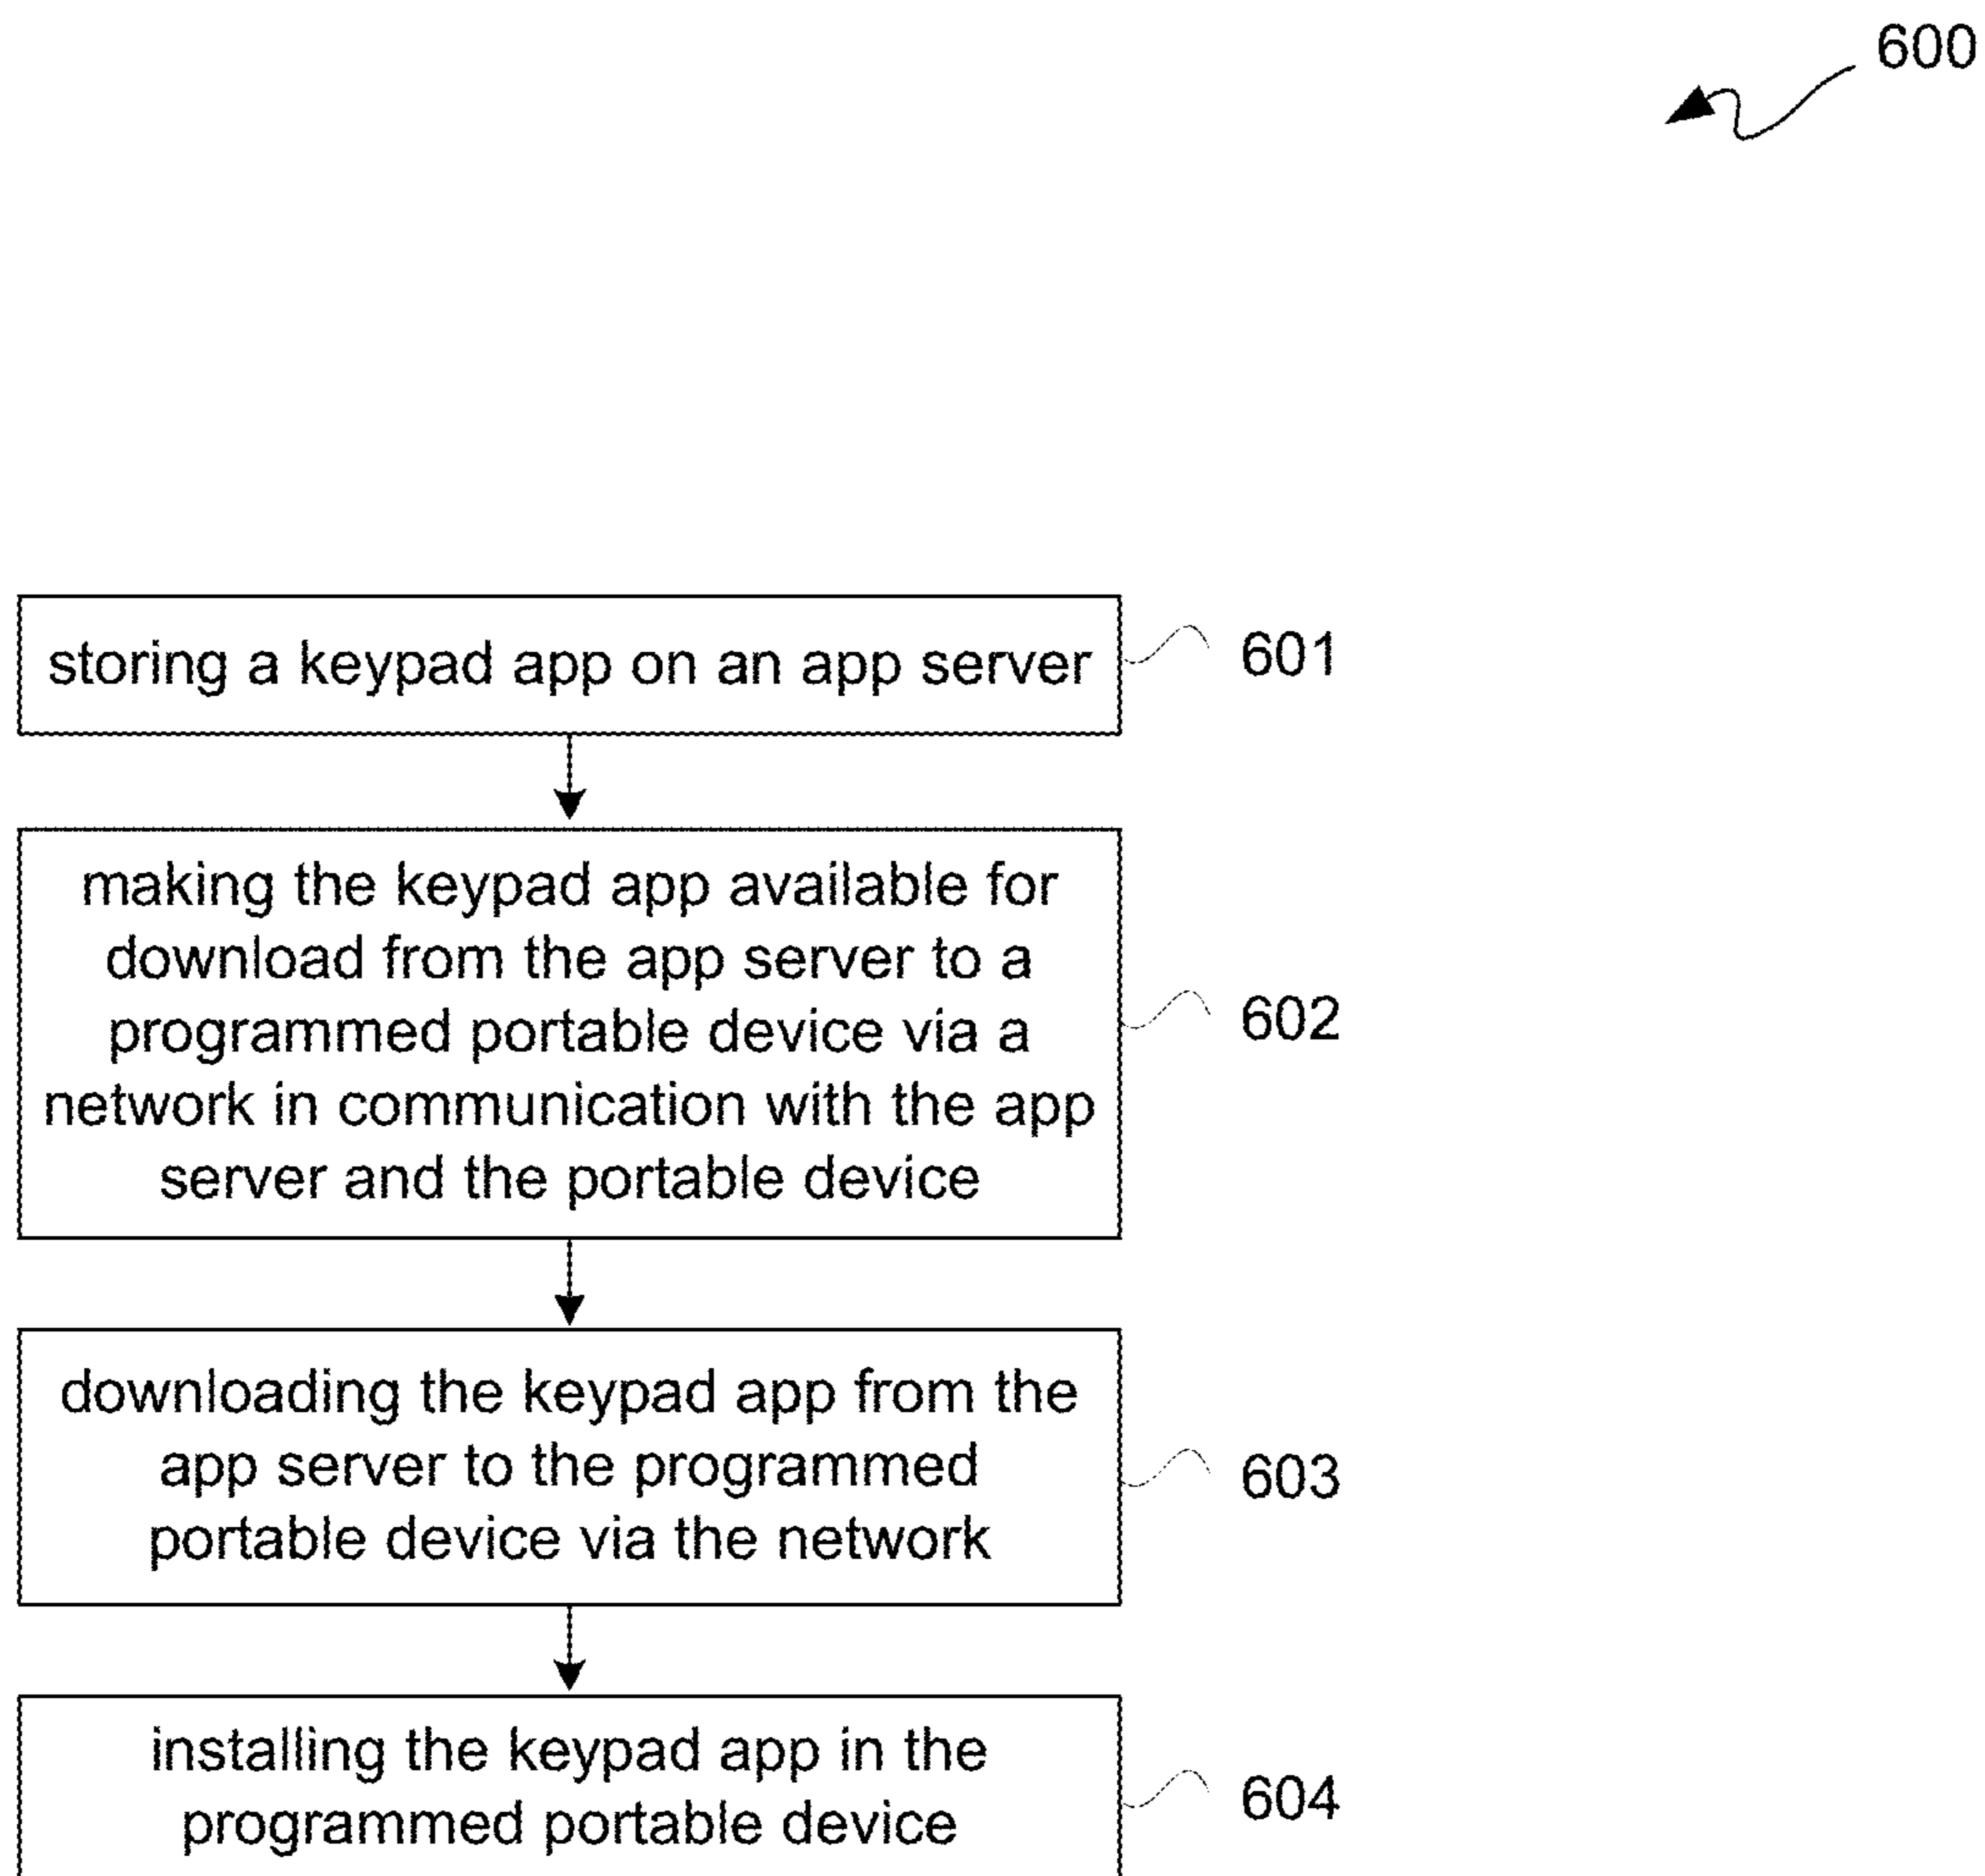 600
storing a keypad app on an app server
601
making the keypad app available for
download from the app server to a
programmed portable device via a
network in communication with the app
server and the portable device
602
downloading the keypad app from the
app server to the programmed
portable device via the network
603
installing the keypad app in the
programmed portable device
604